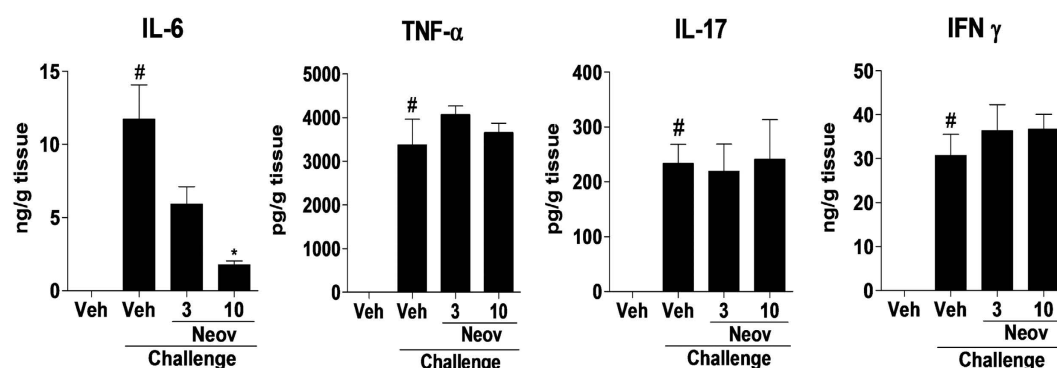 IL-6
ng/g tissue
15
10
5
0
#
*
Veh Veh 3 10
Neov
Challenge
TNF-α
pg/g tissue
5000
4000
3000
2000
1000
0
#
Veh Veh 3 10
Neov
Challenge
IL-17
pg/g tissue
400
300
200
100
0
#
Veh Veh 3 10
Neov
Challenge
IFN γ
ng/g tissue
50
40
30
20
10
0
#
Veh Veh 3 10
Neov
Challenge